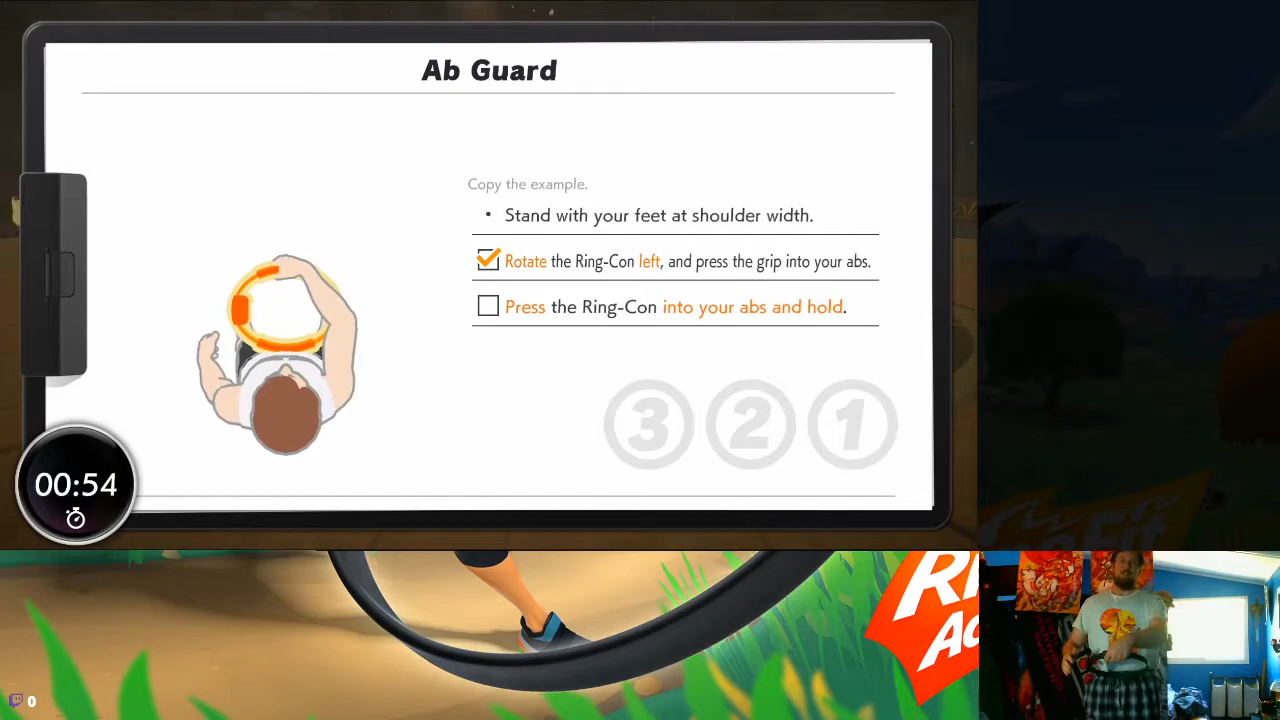 Ab Guard
Copy the example.
• Stand with your feet at shoulder width.
Rotate the Ring-Con left, and press the grip into your abs.
Press the Ring-Con into your abs and hold.
3 2 1
00:54
0